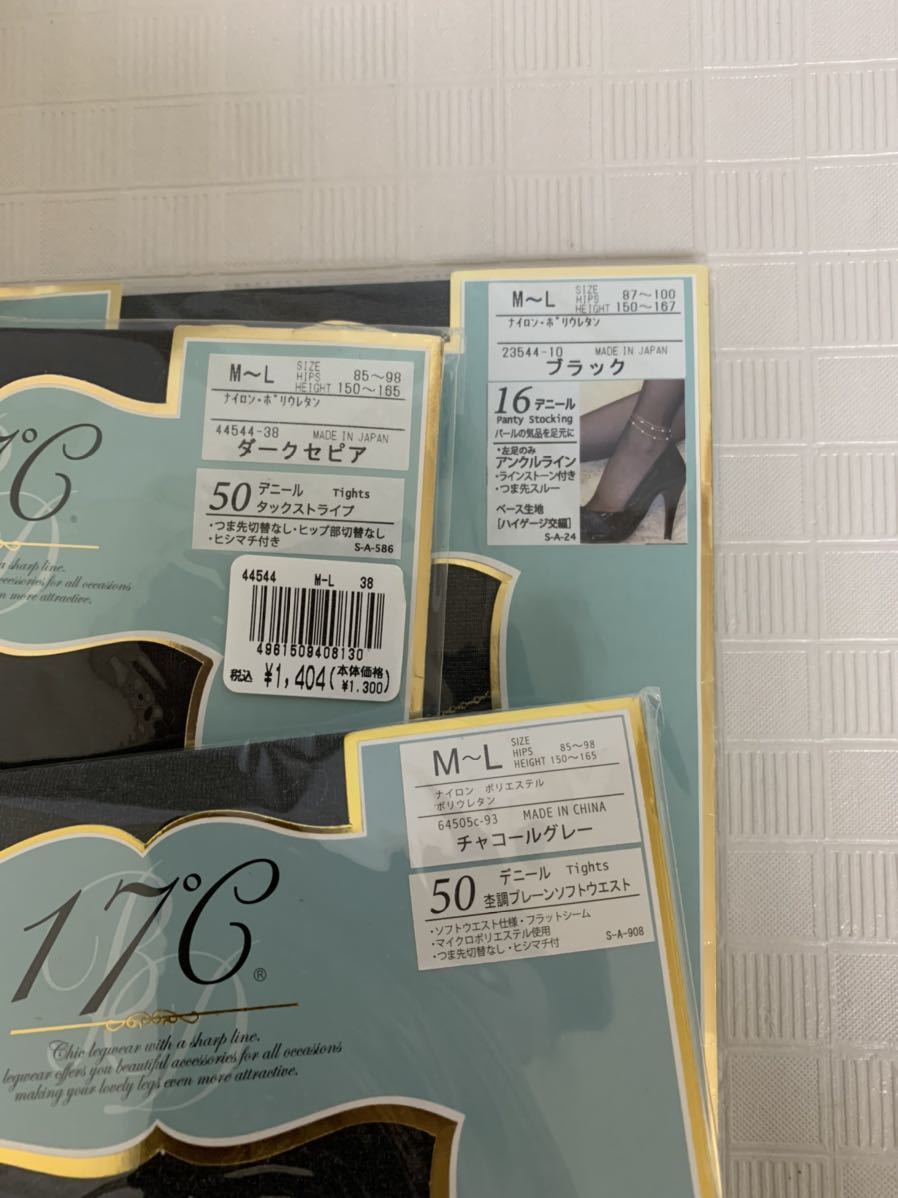 M～L SIZE
HIPS 87～100
HEIGHT 150～167
ナイロン・ポリウレタン
23544-10 MADE IN JAPAN
ブラック
16 デニール
Panty Stocking
パールの気品を足元に
・左足のみ
アンクルライン
・ラインストーン付き
・つま先スルー
ベース生地
[ハイゲージ交編]
S-A-24
M～L SIZE
HIPS 85～98
HEIGHT 150～165
ナイロン・ポリウレタン
44544-38 MADE IN JAPAN
ダークセピア
50 デニール Tights
タックストライプ
・つま先切替なし・ヒップ部切替なし
・ヒシマチ付き S-A-586
44544 M-L 38
4961509408130
税込 ¥1,404(本体価格
¥1,300)
℃
®
a sharp line.
accessories for all occasions
en more attractive.
M～L SIZE
HIPS 85～98
HEIGHT 150～165
ナイロン ポリエステル
ポリウレタン
64505c-93 MADE IN CHINA
チャコールグレー
50 デニール Tights
杢調プレーンソフトウエスト
・ソフトウエスト仕様・フラットシーム
・マイクロポリエステル使用
・つま先切替なし・ヒシマチ付 S-A-908
17℃®
Chic legwear with a sharp line.
legwear offers you beautiful accessories for all occasions
making your lovely legs even more attractive.